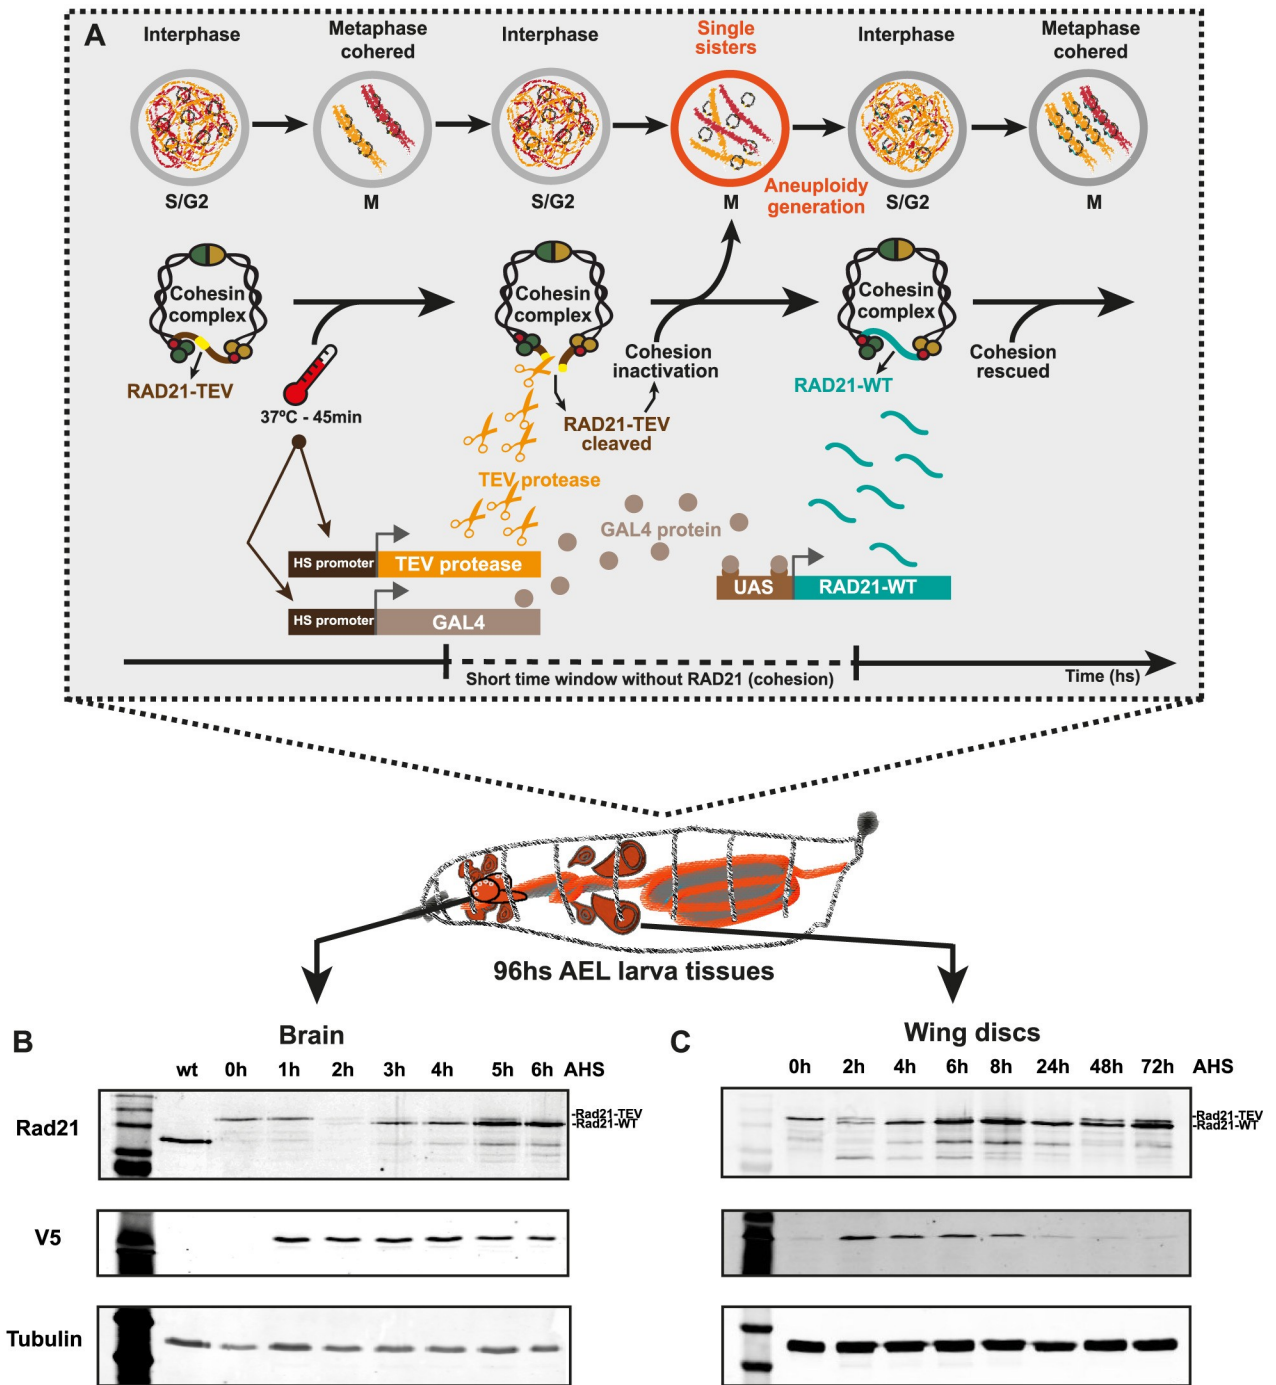 A
Interphase
Metaphase
cohered
Interphase
Single
sisters
Interphase
Metaphase
cohered
S/G2
M
S/G2
M
Aneuploidy
generation
S/G2
M
Cohesin
complex
RAD21-TEV
37ºC - 45min
Cohesin
complex
Cohesion
inactivation
RAD21-TEV
cleaved
Cohesin
complex
RAD21-WT
Cohesion
rescued
TEV protease
GAL4 protein
HS promoter
TEV protease
HS promoter
GAL4
UAS
RAD21-WT
Short time window without RAD21 (cohesion)
Time (hs)
96hs AEL larva tissues
B
Brain
wt 0h 1h 2h 3h 4h 5h 6h AHS
Rad21
-Rad21-TEV
-Rad21-WT
V5
Tubulin
C
Wing discs
0h 2h 4h 6h 8h 24h 48h 72h AHS
-Rad21-TEV
-Rad21-WT